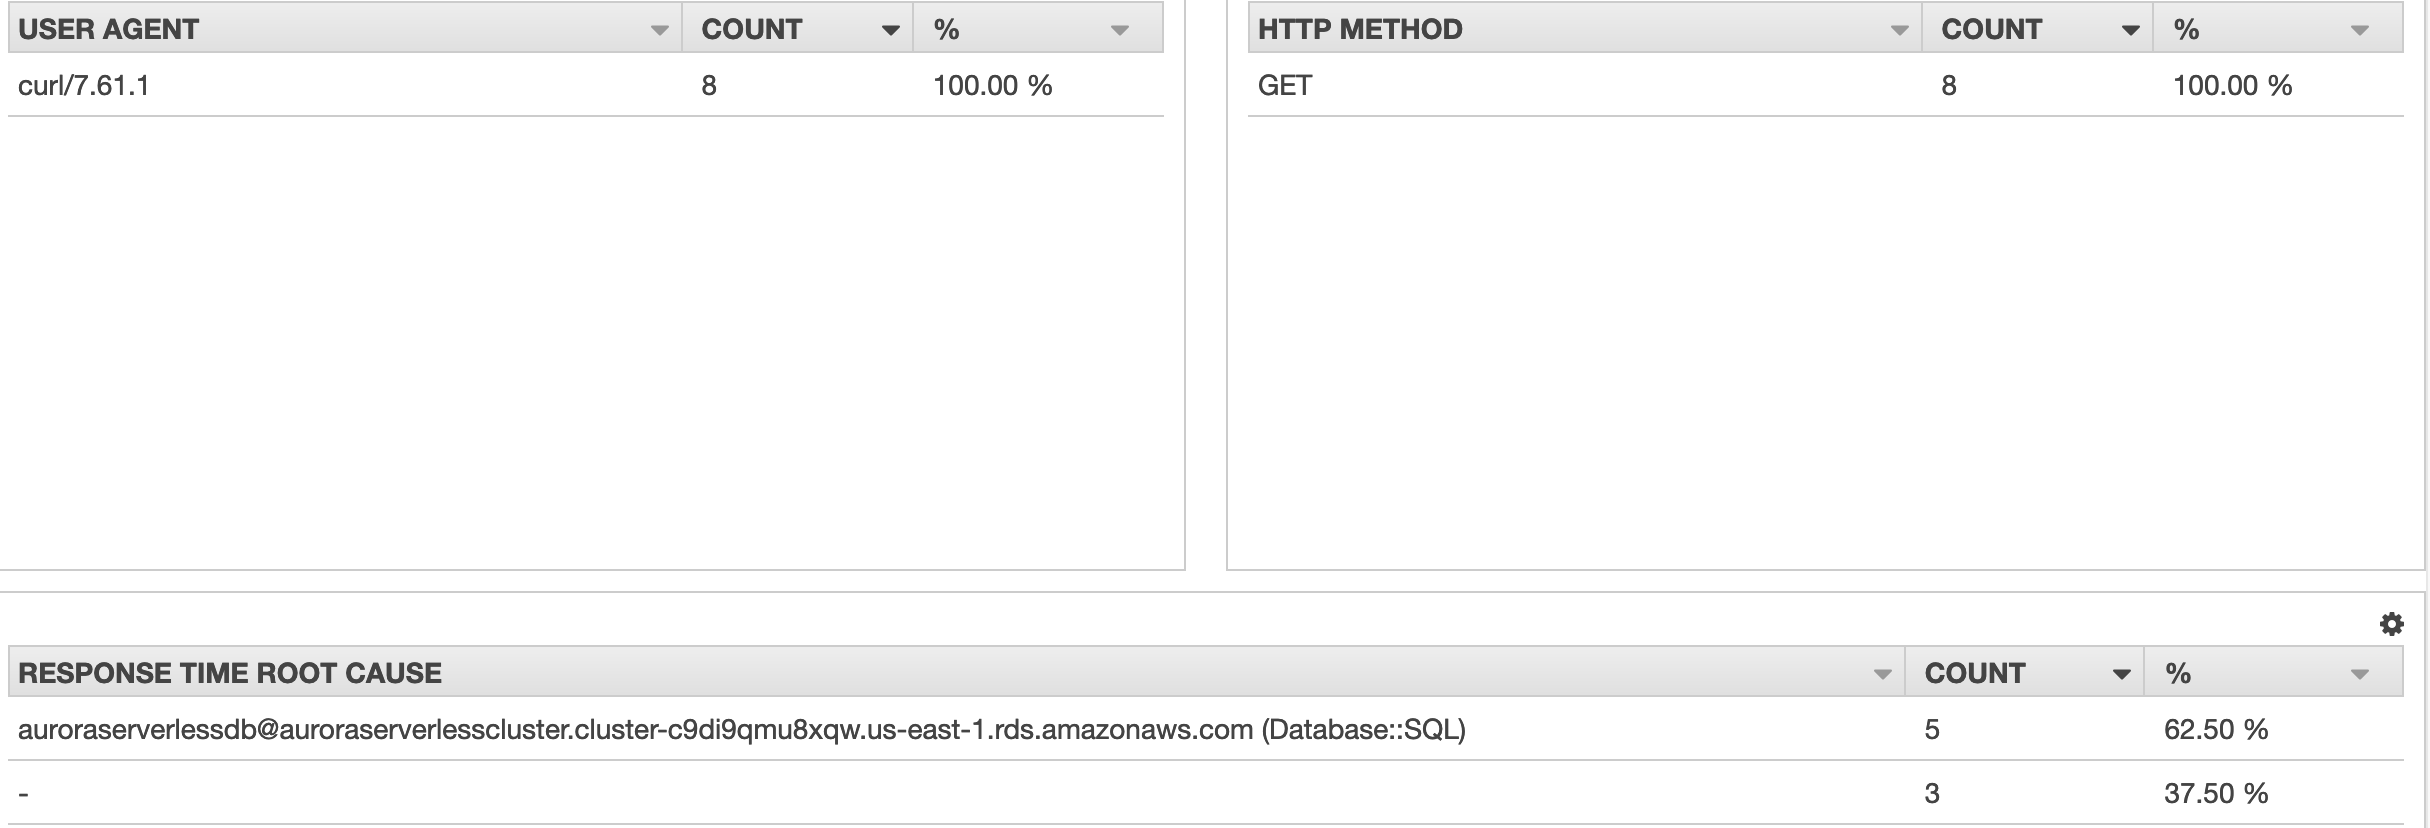 USER AGENT COUNT %
curl/7.61.1 8 100.00 %
HTTP METHOD COUNT %
GET 8 100.00 %
RESPONSE TIME ROOT CAUSE COUNT %
auroraserverlessdb@auroraserverlesscluster.cluster-c9di9qmu8xqw.us-east-1.rds.amazonaws.com (Database::SQL) 5 62.50 %
- 3 37.50 %